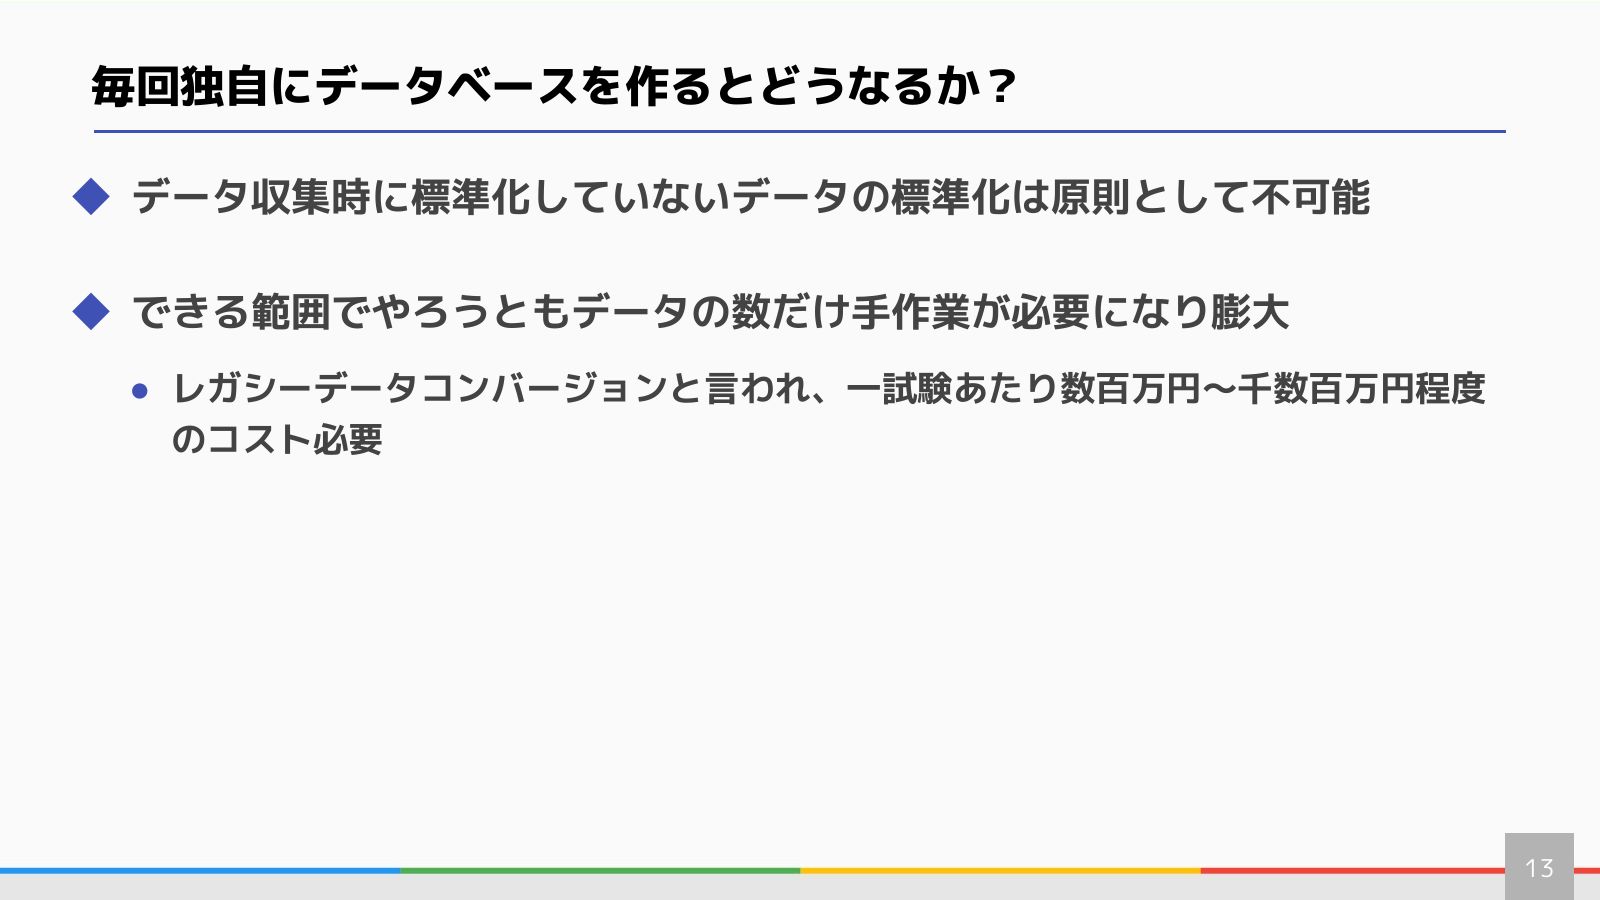 毎回独自にデータベースを作るとどうなるか？
データ収集時に標準化していないデータの標準化は原則として不可能
できる範囲でやろうともデータの数だけ手作業が必要になり膨大
レガシーデータコンバージョンと言われ、一試験あたり数百万円〜千数百万円程度
のコスト必要
13